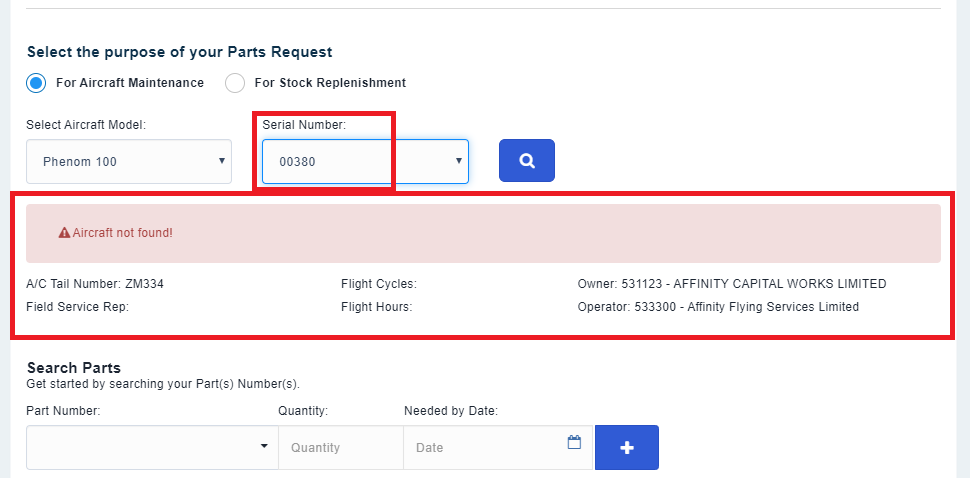 Select the purpose of your Parts Request
For Aircraft Maintenance For Stock Replenishment
Select Aircraft Model: Serial Number:
Phenom 100 00380
Aircraft not found!
A/C Tail Number: ZM334 Flight Cycles: Owner: 531123 - AFFINITY CAPITAL WORKS LIMITED
Field Service Rep: Flight Hours: Operator: 533300 - Affinity Flying Services Limited
Search Parts
Get started by searching your Part(s) Number(s).
Part Number: Quantity: Needed by Date:
Quantity Date